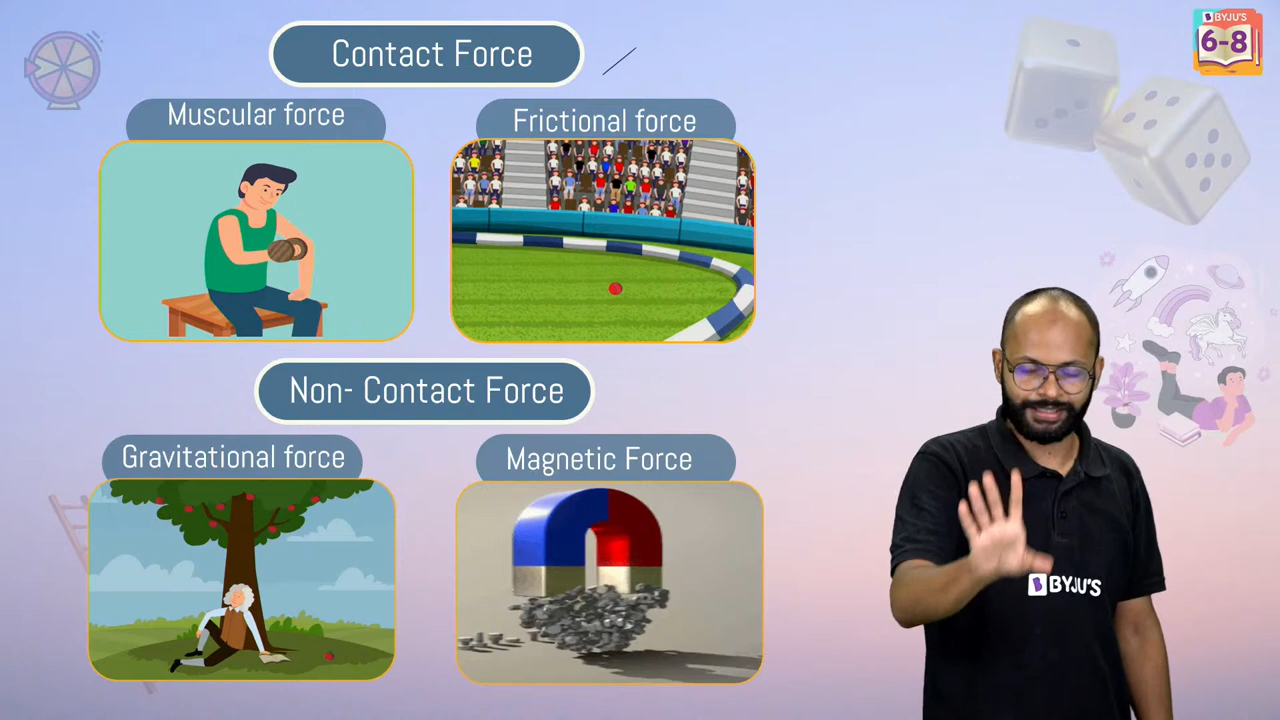 Contact Force
BYJU'S
6-8
Muscular force
Frictional force
Non- Contact Force
Gravitational force
Magnetic Force
BYJU'S